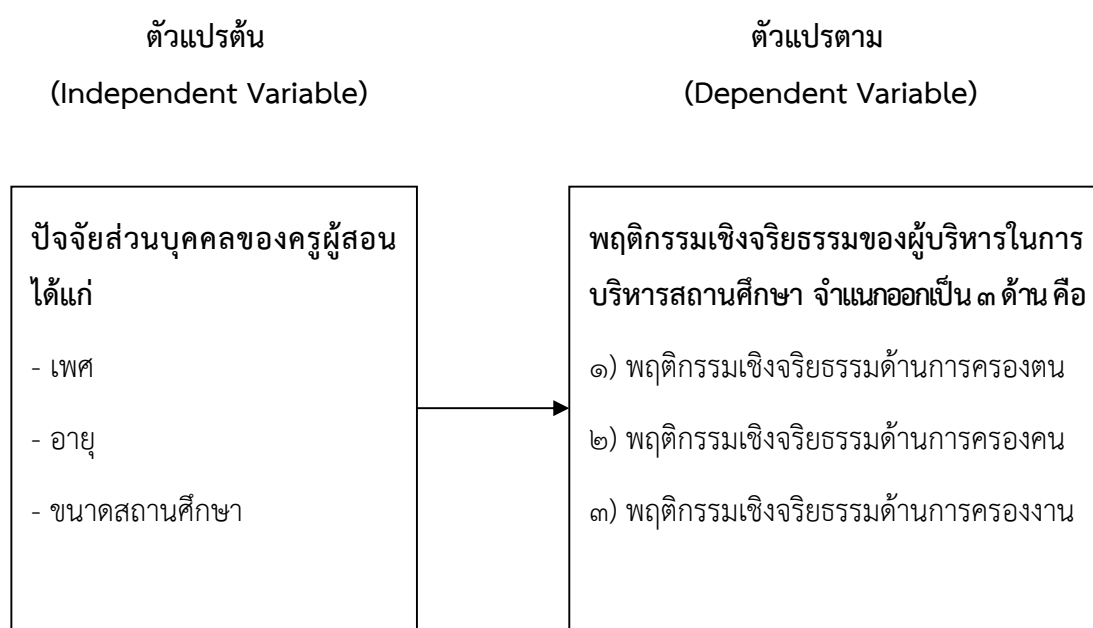 ตัวแปรต้น
(Independent Variable)
ตัวแปรตาม
(Dependent Variable)
ปัจจัยส่วนบุคคลของครูผู้สอน
ได้แก่
- เพศ
- อายุ
- ขนาดสถานศึกษา
พฤติกรรมเชิงจริยธรรมของผู้บริหารในการ
บริหารสถานศึกษา จำแนกออกเป็น ๓ ด้าน คือ
๑) พฤติกรรมเชิงจริยธรรมด้านการครองตน
๒) พฤติกรรมเชิงจริยธรรมด้านการครองคน
๓) พฤติกรรมเชิงจริยธรรมด้านการครองงาน